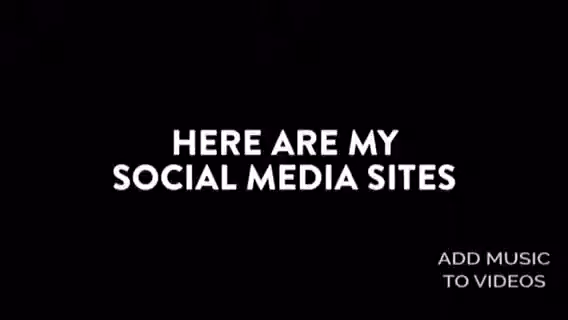 HERE ARE MY
SOCIAL MEDIA SITES
ADD MUSIC
TO VIDEOS